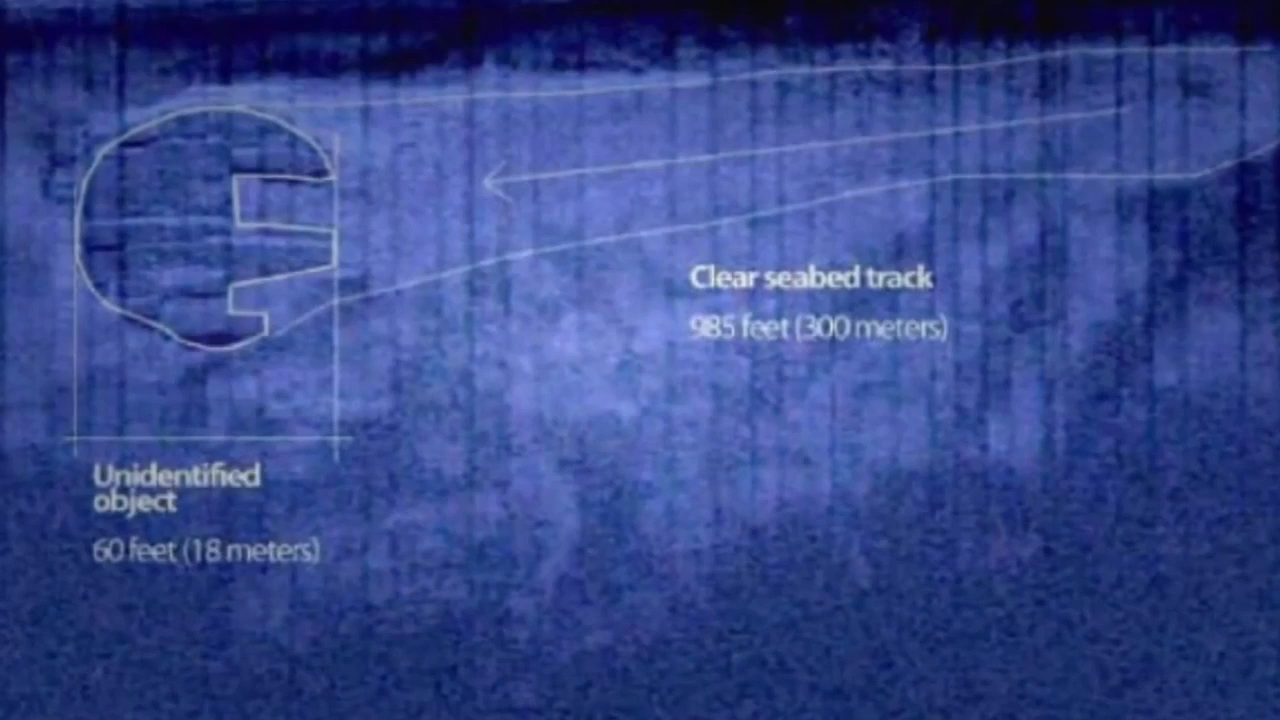 Clear seabed track
985 feet (300 meters)
Unidentified
object
60 feet (18 meters)